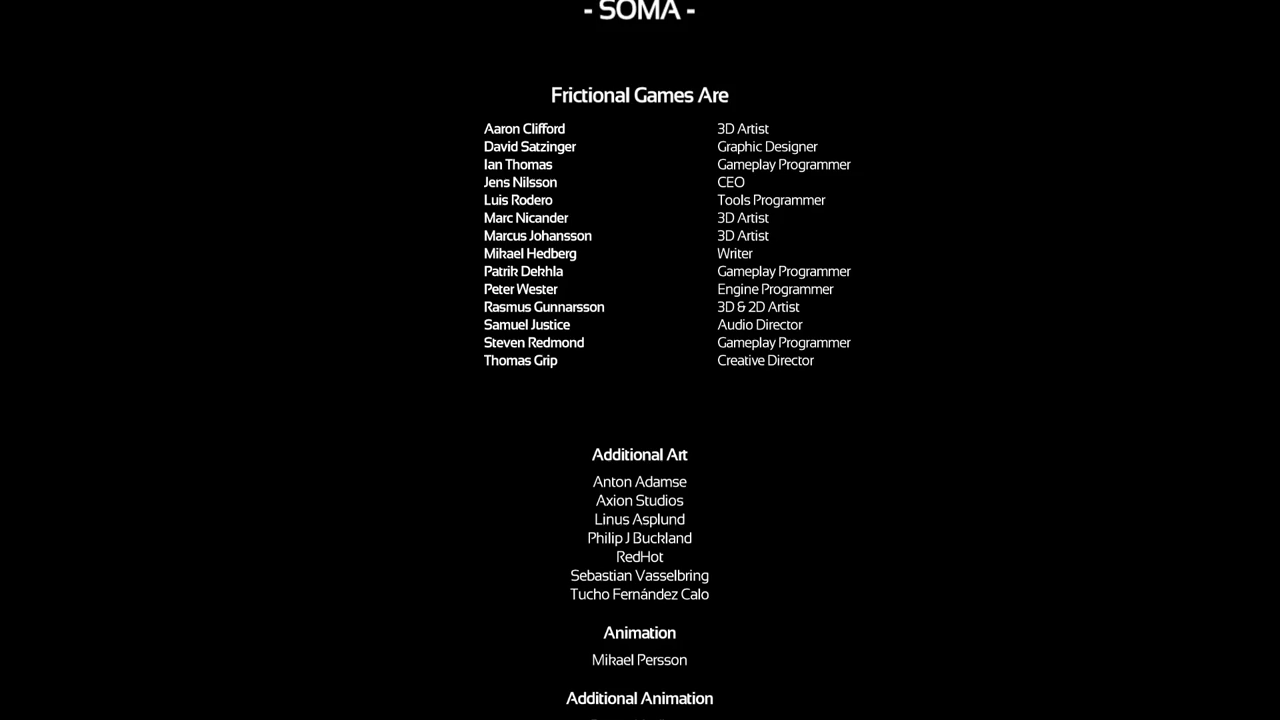 - SOMA -
Frictional Games Are
Aaron Clifford 3D Artist
David Satzinger Graphic Designer
Ian Thomas Gameplay Programmer
Jens Nilsson CEO
Luis Rodero Tools Programmer
Marc Nicander 3D Artist
Marcus Johansson 3D Artist
Mikael Hedberg Writer
Patrik Dekhla Gameplay Programmer
Peter Wester Engine Programmer
Rasmus Gunnarsson 3D & 2D Artist
Samuel Justice Audio Director
Steven Redmond Gameplay Programmer
Thomas Grip Creative Director
Additional Art
Anton Adamse
Axion Studios
Linus Asplund
Philip J Buckland
RedHot
Sebastian Vasselbring
Tucho Fernández Calo
Animation
Mikael Persson
Additional Animation